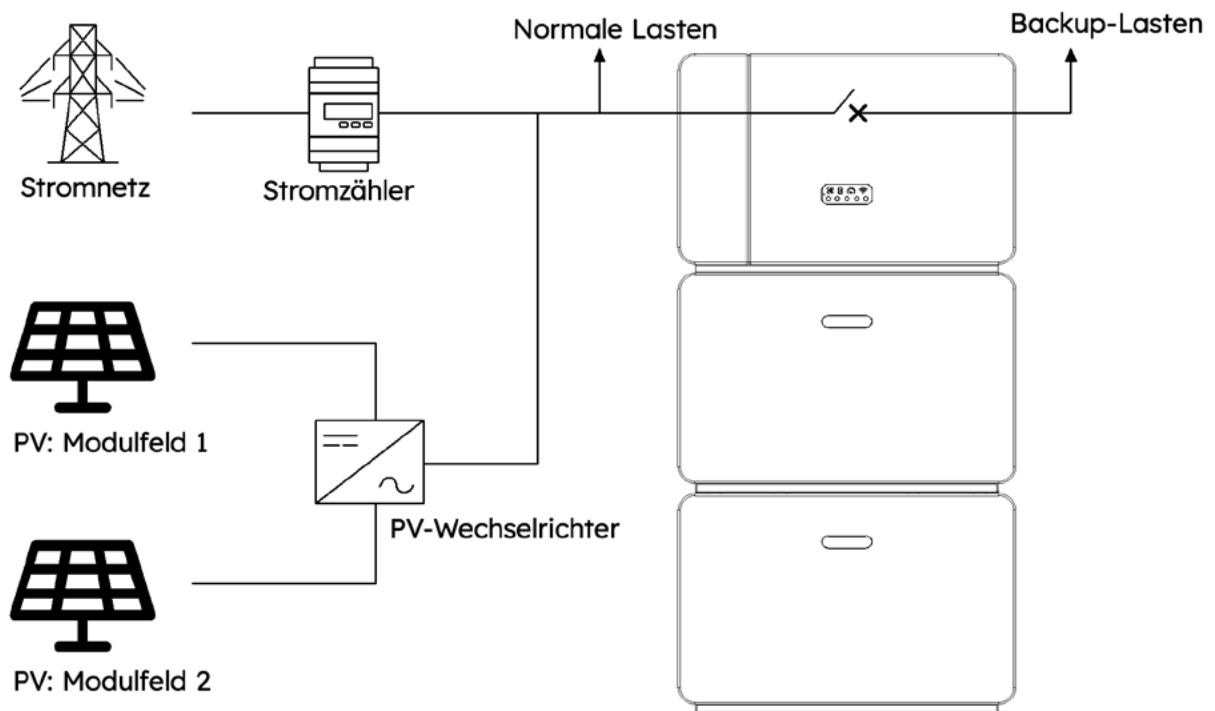 Normale Lasten
Backup-Lasten
Stromnetz
Stromzähler
PV: Modulfeld 1
PV-Wechselrichter
PV: Modulfeld 2